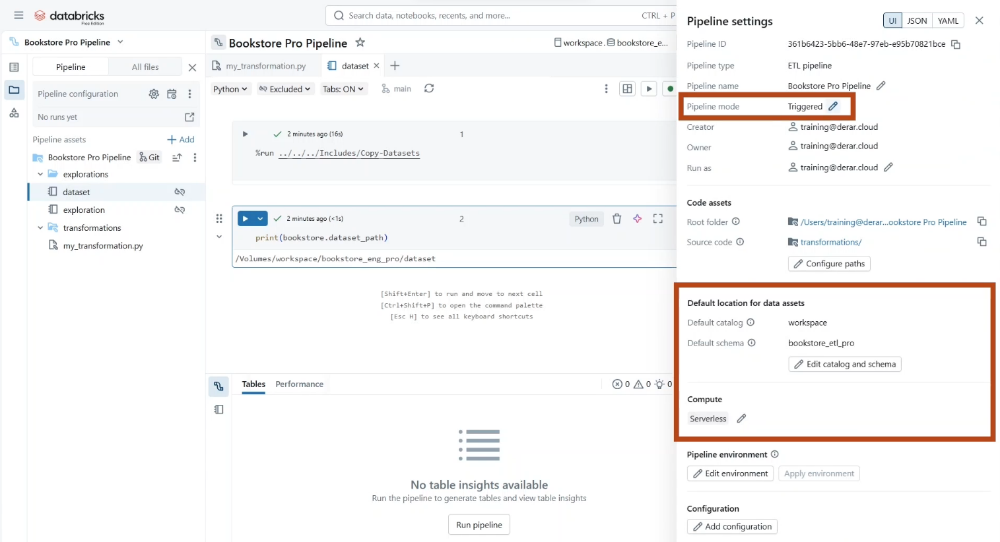 databricks
Free Edition
Search data, notebooks, recents, and more...
CTRL + P
Bookstore Pro Pipeline
Pipeline
All files
Pipeline configuration
No runs yet
Pipeline assets
Add
Bookstore Pro Pipeline
Git
explorations
dataset
exploration
transformations
my_transformation.py
Bookstore Pro Pipeline
workspace.
bookstore_e...
my_transformation.py
dataset
Python
Excluded
Tabs: ON
main
2 minutes ago (16s)
1
%run ../../../Includes/Copy-Datasets
2 minutes ago (<1s)
2
Python
print(bookstore.dataset_path)
/Volumes/workspace/bookstore_eng_pro/dataset
[Shift+Enter] to run and move to next cell
[Ctrl+Shift+P] to open the command palette
[Esc H] to see all keyboard shortcuts
Tables
Performance
0
0
0
No table insights available
Run the pipeline to generate tables and view table insights
Run pipeline
Pipeline settings
UI
JSON
YAML
Pipeline ID
361b6423-5bb6-48e7-97eb-e95b70821bce
Pipeline type
ETL pipeline
Pipeline name
Bookstore Pro Pipeline
Pipeline mode
Triggered
Creator
training@derar.cloud
Owner
training@derar.cloud
Run as
training@derar.cloud
Code assets
Root folder
/Users/training@derar...ookstore Pro Pipeline
Source code
transformations/
Configure paths
Default location for data assets
Default catalog
workspace
Default schema
bookstore_etl_pro
Edit catalog and schema
Compute
Serverless
Pipeline environment
Edit environment
Apply environment
Configuration
Add configuration